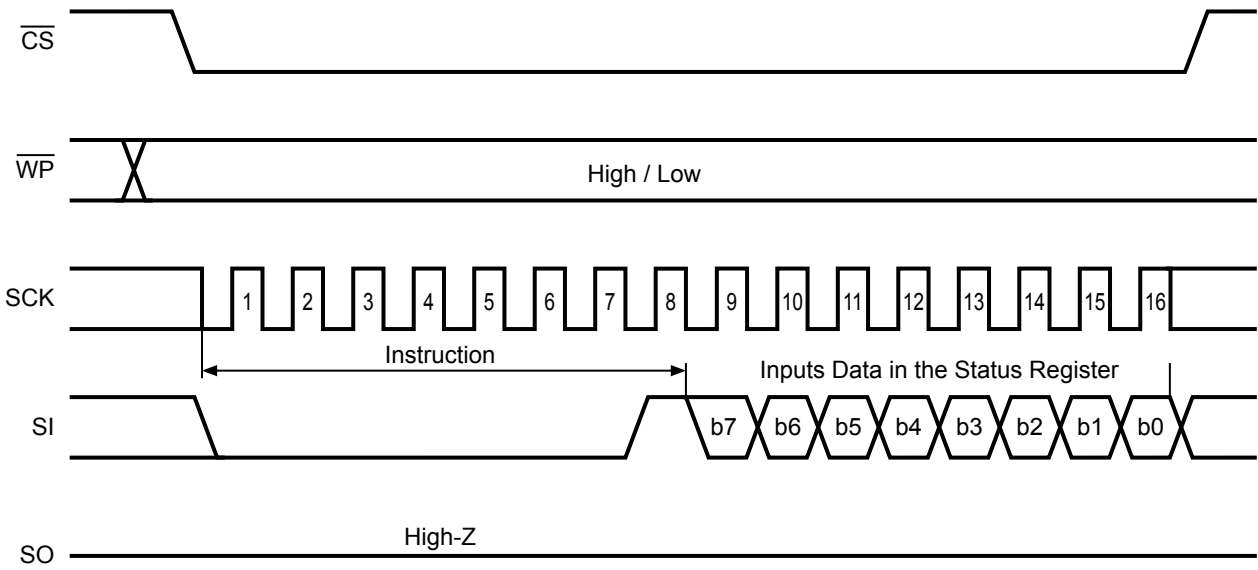 CS
WP
High / Low
SCK
1 2 3 4 5 6 7 8 9 10 11 12 13 14 15 16
Instruction
Inputs Data in the Status Register
SI
b7 b6 b5 b4 b3 b2 b1 b0
High-Z
SO